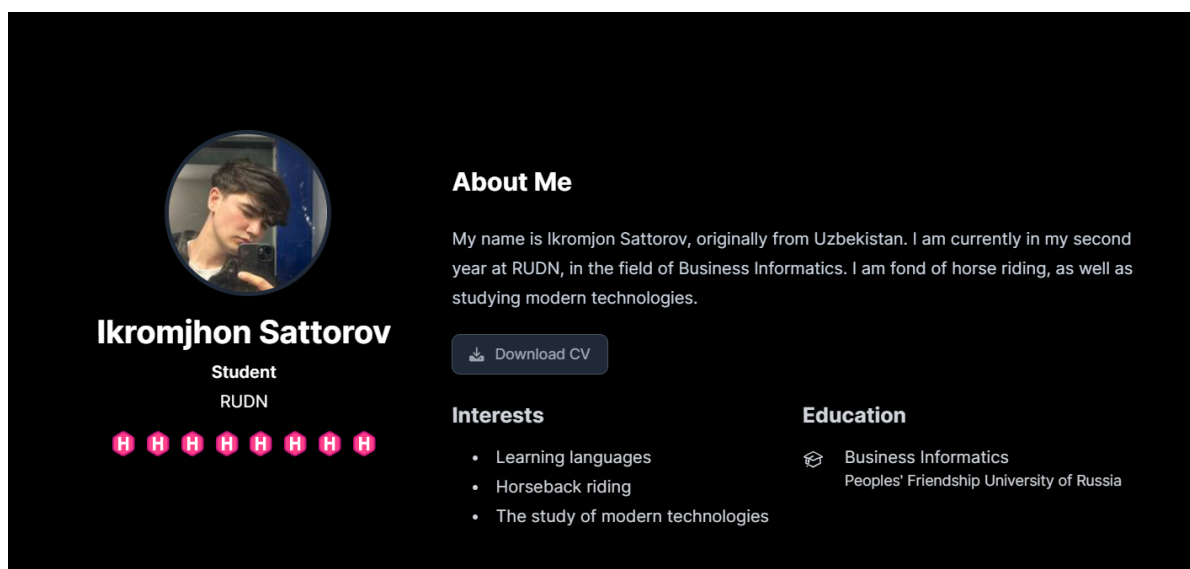 Ikromjhon Sattorov
Student
RUDN
H H H H H H H H
About Me
My name is Ikromjon Sattorov, originally from Uzbekistan. I am currently in my second
year at RUDN, in the field of Business Informatics. I am fond of horse riding, as well as
studying modern technologies.
Download CV
Interests
Learning languages
Horseback riding
The study of modern technologies
Education
Business Informatics
Peoples' Friendship University of Russia